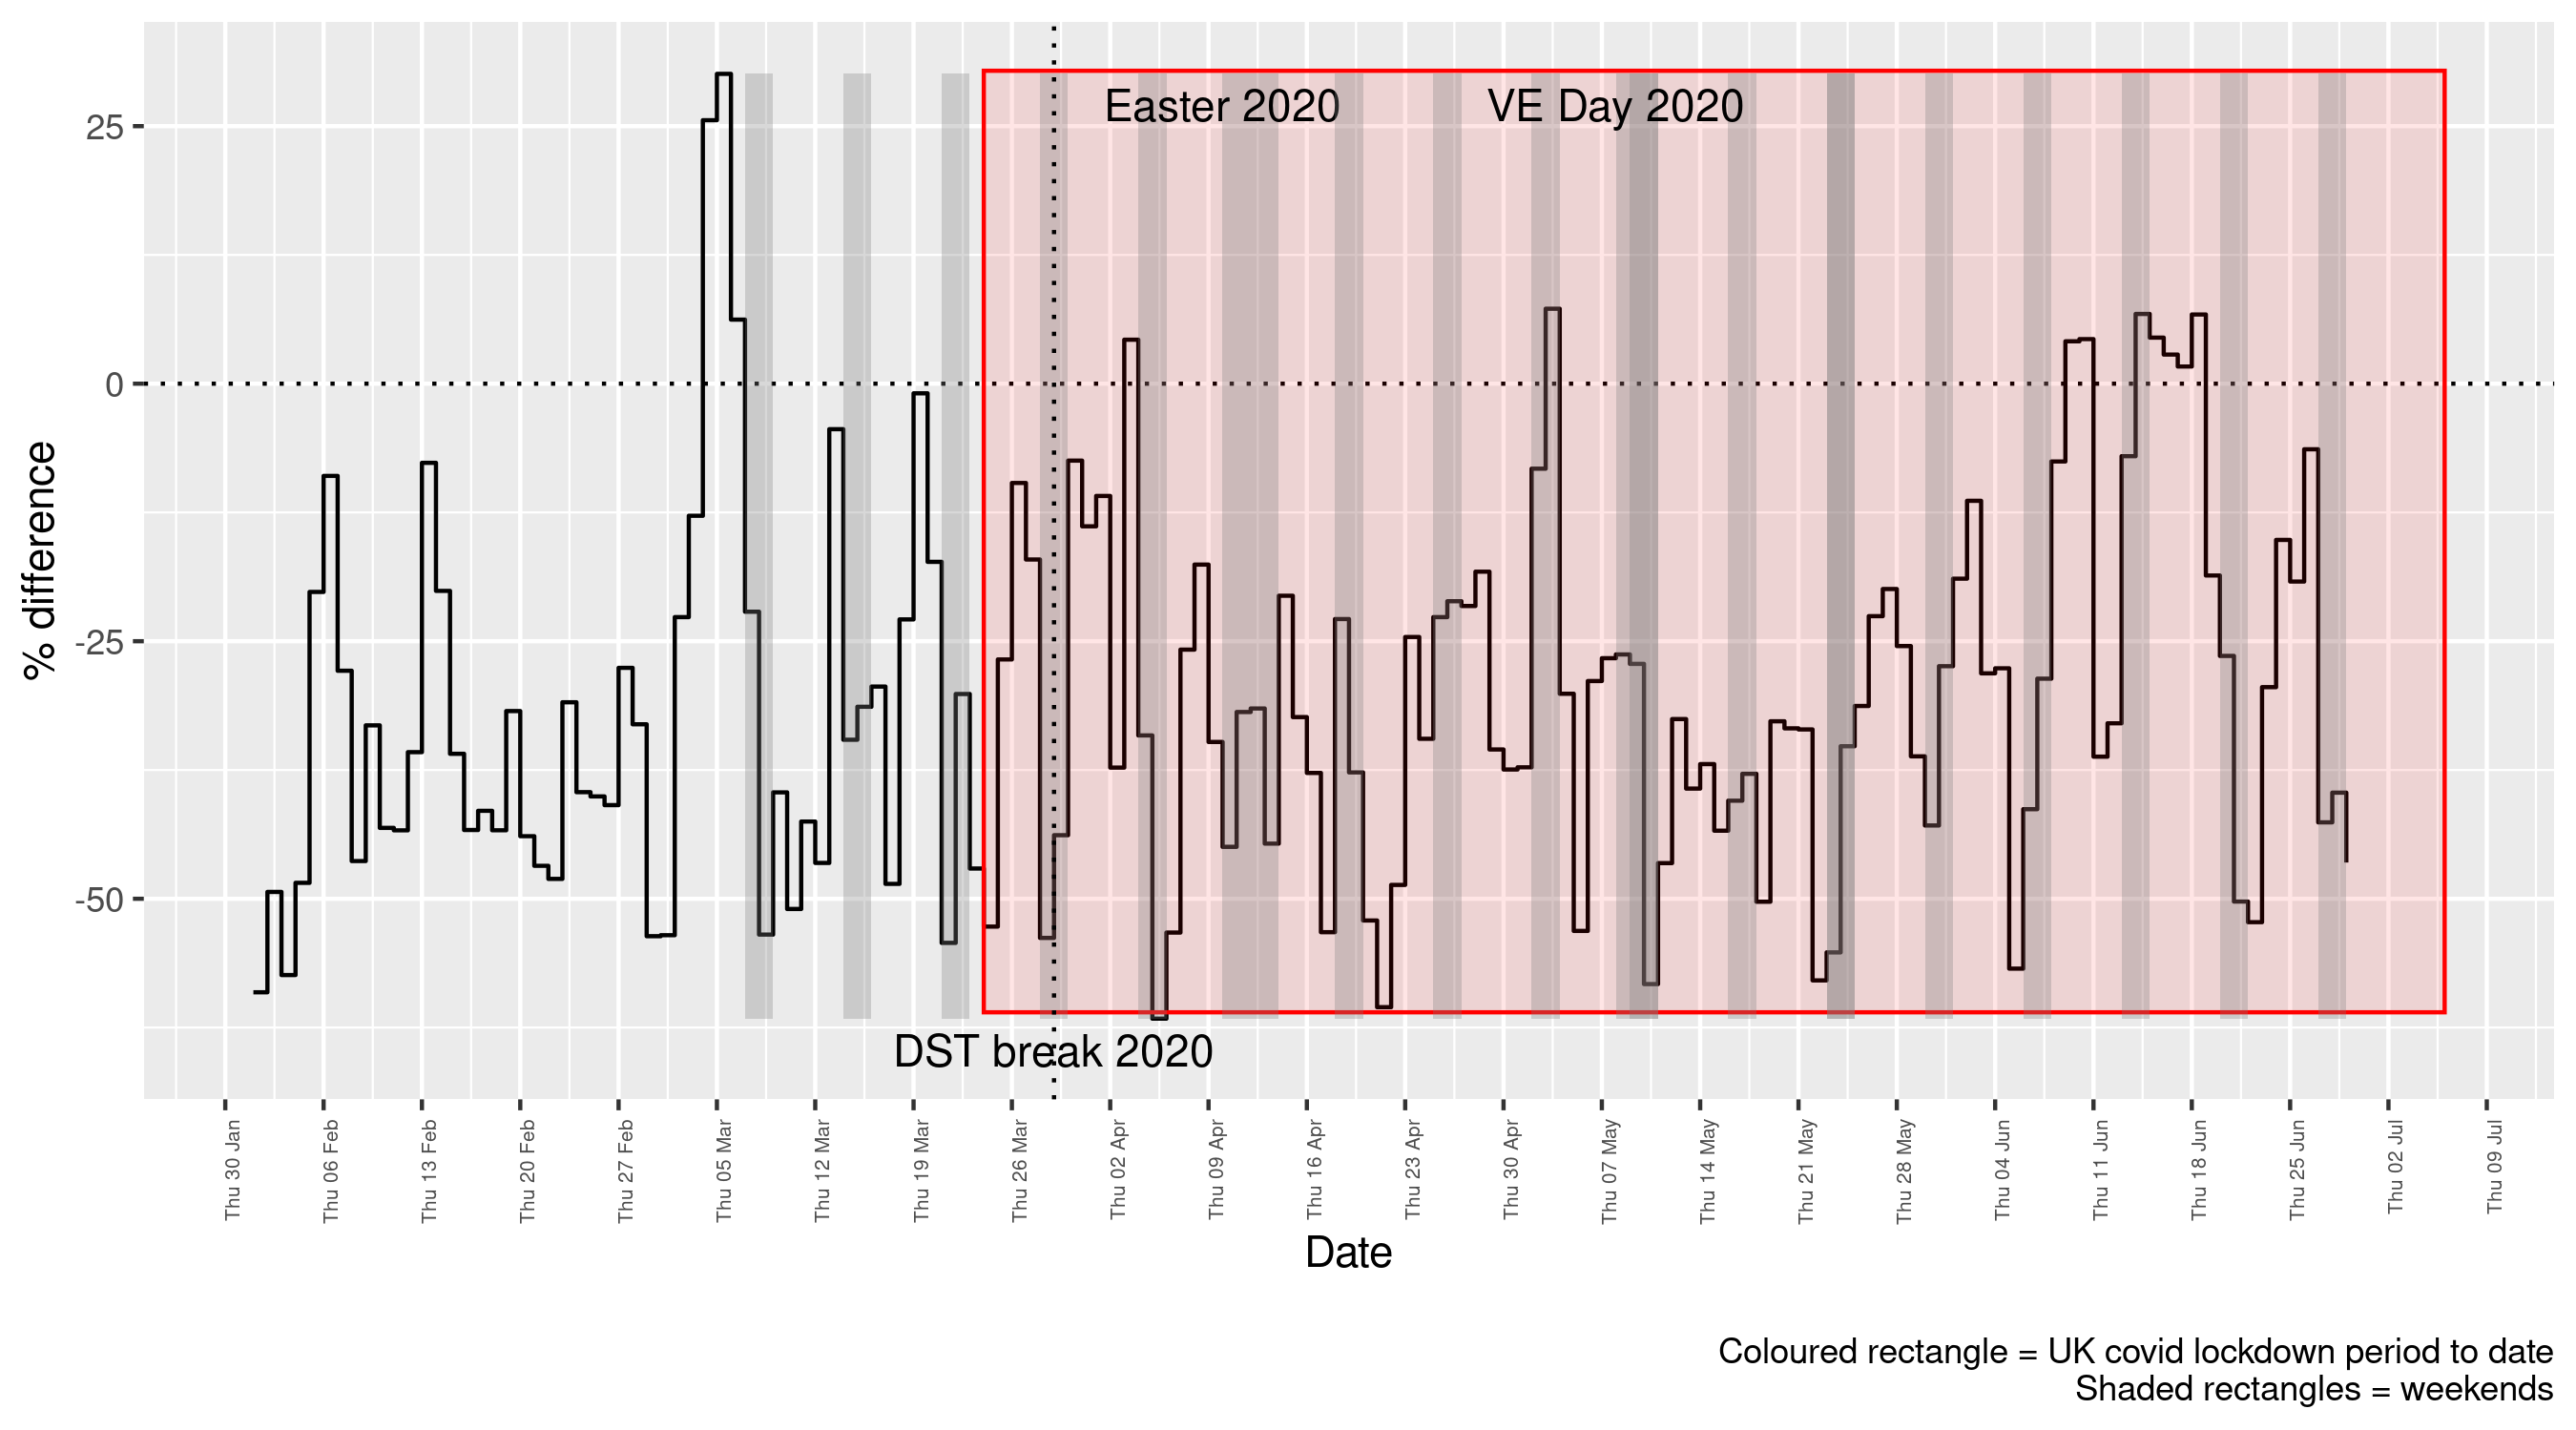 Easter 2020
VE Day 2020
25
0
-25
-50
% difference
DST break 2020
Thu 30 Jan
Thu 06 Feb
Thu 13 Feb
Thu 20 Feb
Thu 27 Feb
Thu 05 Mar
Thu 12 Mar
Thu 19 Mar
Thu 26 Mar
Thu 02 Apr
Thu 09 Apr
Thu 16 Apr
Thu 23 Apr
Thu 30 Apr
Thu 07 May
Thu 14 May
Thu 21 May
Thu 28 May
Thu 04 Jun
Thu 11 Jun
Thu 18 Jun
Thu 25 Jun
Thu 02 Jul
Thu 09 Jul
Date
Coloured rectangle = UK covid lockdown period to date
Shaded rectangles = weekends